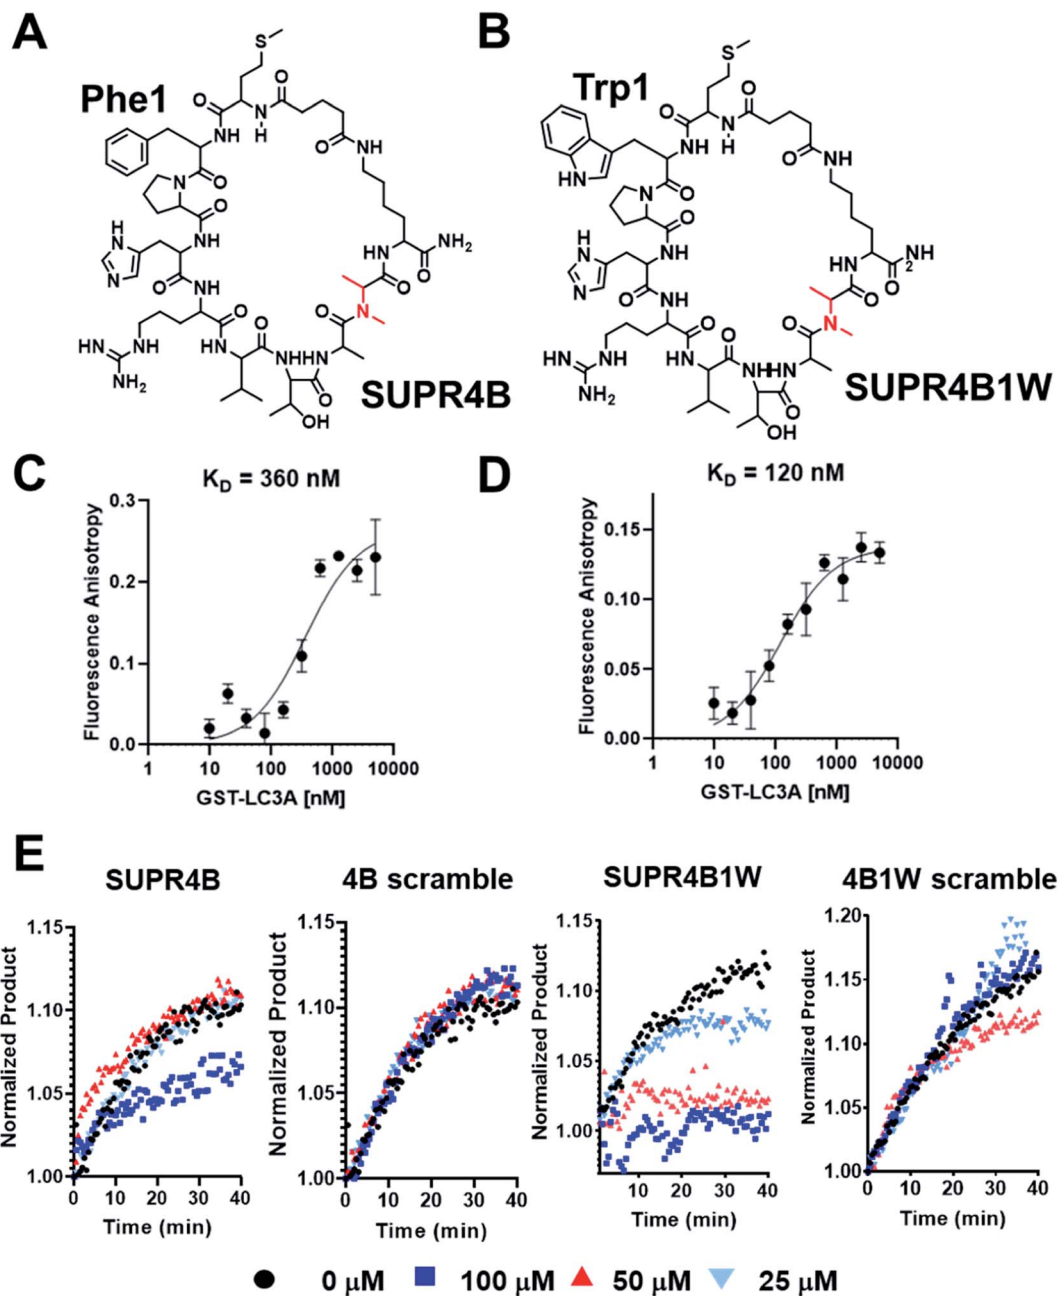 A
B
Phe1
Trp1
S
O
O
NH
N
H
O
NH
N
O
O
NH
H
N
N
O
NH
HN
NH
NH2
O
HN
O
NH
HN
O
OH
O
N
O
HN
O
NH2
SUPR4B
S
O
O
NH
N
H
O
NH
HN
N
O
O
NH
H
N
N
O
NH
HN
NH
NH2
O
HN
O
NHHN
O
OH
O
N
O
HN
O
NH
2
SUPR4B1W
C
KD = 360 nM
0.3
0.2
0.1
0.0
Fluorescence Anisotropy
1 10 100 1000 10000
GST-LC3A [nM]
D
KD = 120 nM
0.15
0.10
0.05
0.00
Fluorescence Anisotropy
1 10 100 1000 10000
GST-LC3A [nM]
E
SUPR4B
1.15
1.10
1.05
1.00
Normalized Product
0 10 20 30 40
Time (min)
4B scramble
1.15
1.10
1.05
1.00
Normalized Product
0 10 20 30 40
Time (min)
SUPR4B1W
1.15
1.10
1.05
1.00
Normalized Product
10 20 30 40
Time (min)
4B1W scramble
1.20
1.15
1.10
1.05
1.00
Normalized Product
0 10 20 30 40
Time (min)
0 μM 100 μM 50 μM 25 μM